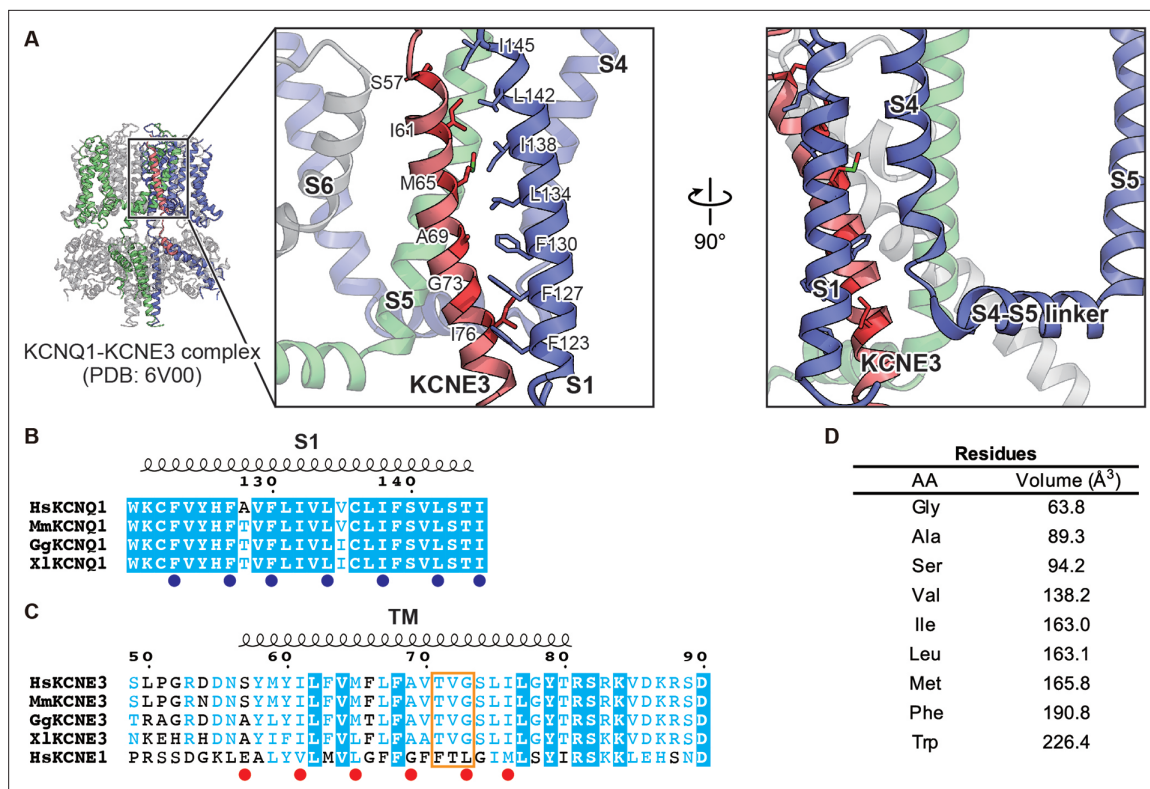 A
I145
S4
S57
L142
I61
I138
S6
M65
L134
A69
F130
G73
S5
F127
I76
F123
KCNE3
S1
KCNQ1-KCNE3 complex
(PDB: 6V00)
90°
S4
S5
S1
S4-S5 linker
KCNE3
B
S1
130 140
HsKCNQ1 WKCFVYHFAVFLIVLVCLIFSVLSTI
MmKCNQ1 WKCFVYHFTVFLIVLVCLIFSVLSTI
GgKCNQ1 WKCFVYHFTVFLIVLICLIFSVLSTI
XlKCNQ1 WKCFVYHFTVFLIVLICLIFSVLSTI
C
TM
50 60 70 80 90
HsKCNE3 SLPGRDDNSYMYILFVMFLFAVTVGSLILGYTRSRKVDKRSD
MmKCNE3 SLPGRNDNSYMYILFVMFLFAVTVGSLILGYTRSRKVDKRSD
GgKCNE3 TRAGRDDNAYLYILFVMTLFAVTVGSLILGYTRSRKVDKRSD
XlKCNE3 NKEHRHDNAYIFILFVLFLFAATVGSLILGYTRSRKVDKRSD
HsKCNE1 PRSSDGKLEALYVLMVLGFFGFFTLGIMLSYIRSKKLEHSND
D
Residues
AA Volume (Å³)
Gly 63.8
Ala 89.3
Ser 94.2
Val 138.2
Ile 163.0
Leu 163.1
Met 165.8
Phe 190.8
Trp 226.4